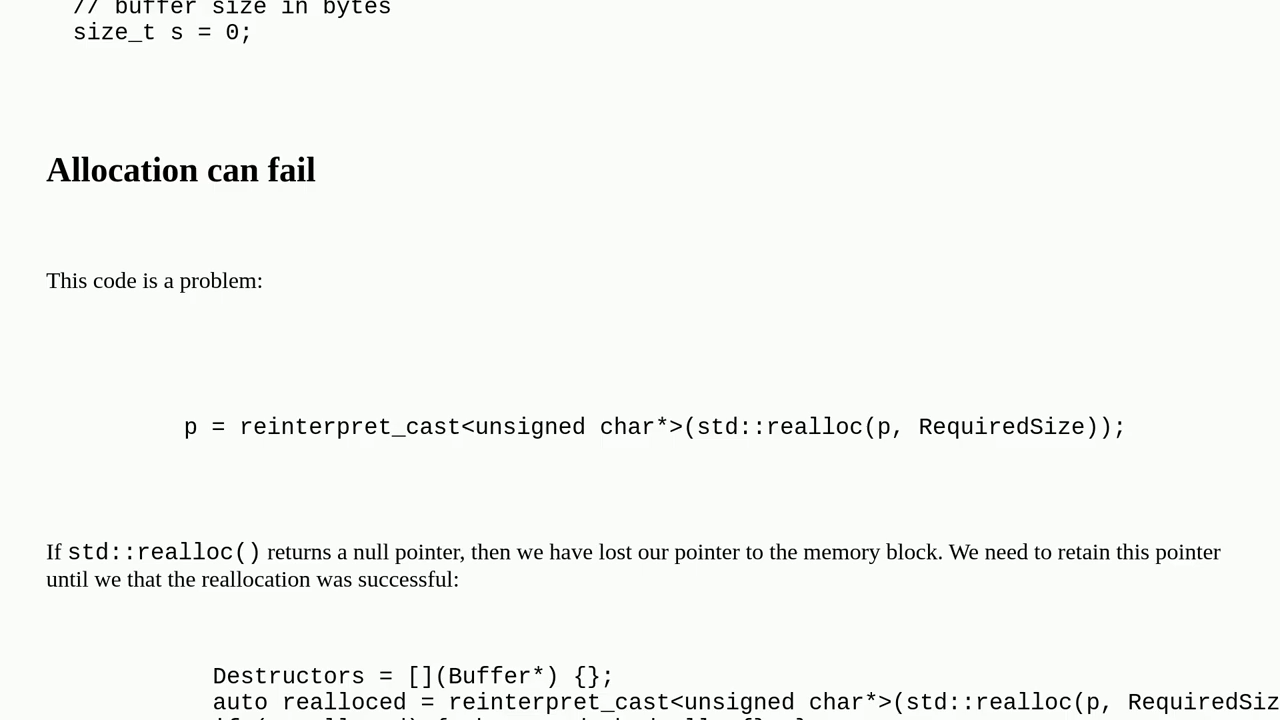 // buffer size in bytes
size_t s = 0;
Allocation can fail
This code is a problem:
p = reinterpret_cast<unsigned char*>(std::realloc(p, RequiredSize));
If std::realloc() returns a null pointer, then we have lost our pointer to the memory block. We need to retain this pointer
until we that the reallocation was successful:
Destructors = [](Buffer*) {};
auto realloced = reinterpret_cast<unsigned char*>(std::realloc(p, RequiredSiz